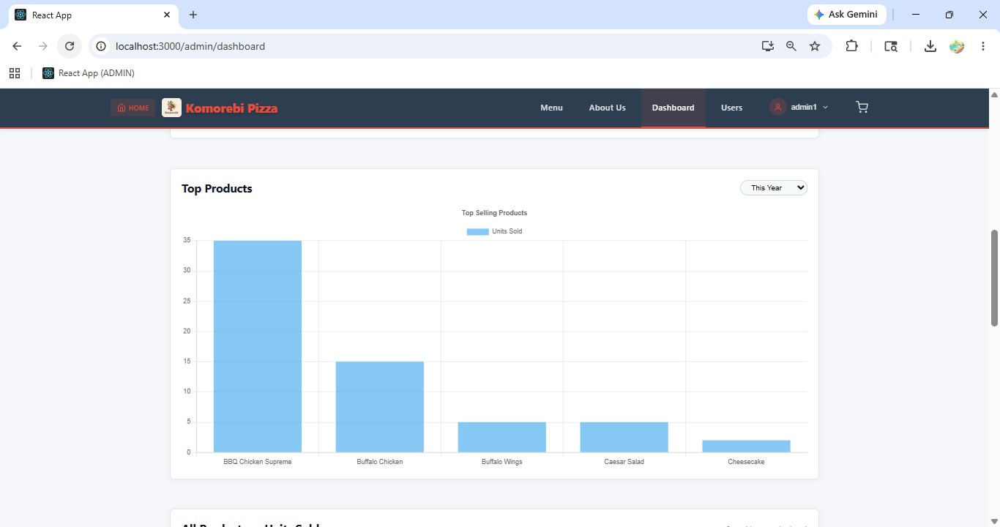 React App
Ask Gemini
localhost:3000/admin/dashboard
React App (ADMIN)
HOME
Komorebi Pizza
Menu
About Us
Dashboard
Users
admin1
Top Products
This Year
Top Selling Products
Units Sold
35
30
25
20
15
10
5
0
BBQ Chicken Supreme
Buffalo Chicken
Buffalo Wings
Caesar Salad
Cheesecake